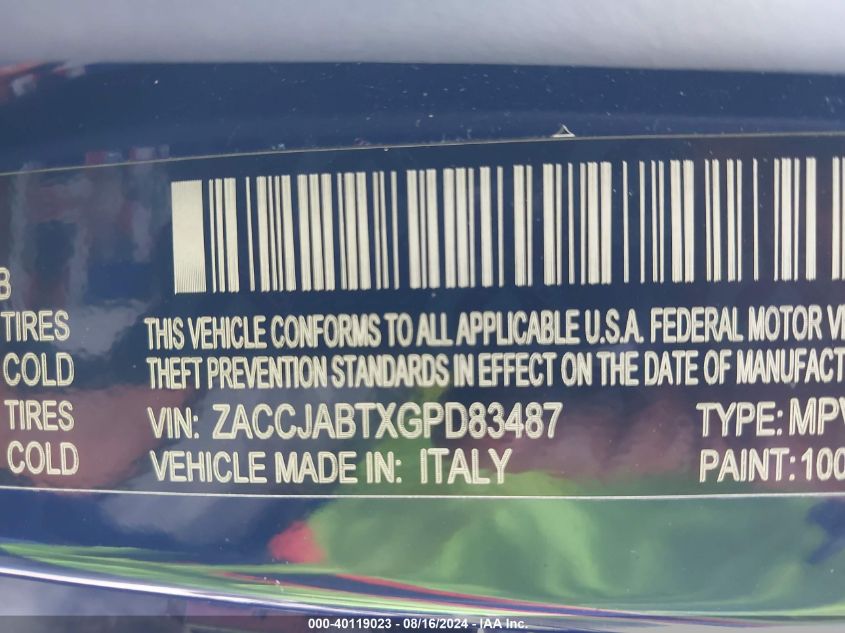 B
TIRES
COLD
TIRES
COLD
THIS VEHICLE CONFORMS TO ALL APPLICABLE U.S.A. FEDERAL MOTOR
THEFT PREVENTION STANDARDS IN EFFECT ON THE DATE OF MANUFACT
VIN: ZACCJABTXGPD83487 TYPE: MPV
VEHICLE MADE IN: ITALY PAINT: 100
000-40119023 - 08/16/2024 - IAA Inc.